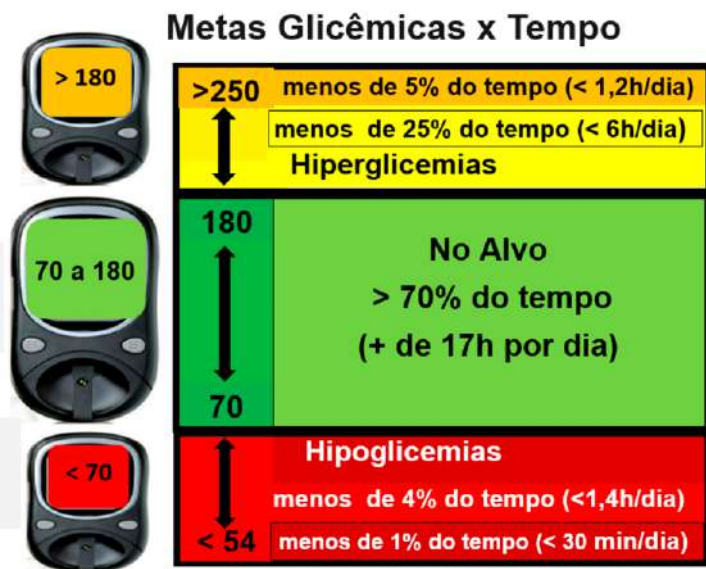 Metas Glicêmicas x Tempo
> 180
>250
menos de 5% do tempo (< 1,2h/dia)
menos de 25% do tempo (< 6h/dia)
Hiperglicemias
70 a 180
180
70
No Alvo
> 70% do tempo
(+ de 17h por dia)
< 70
Hipoglicemias
menos de 4% do tempo (<1,4h/dia)
< 54
menos de 1% do tempo (< 30 min/dia)